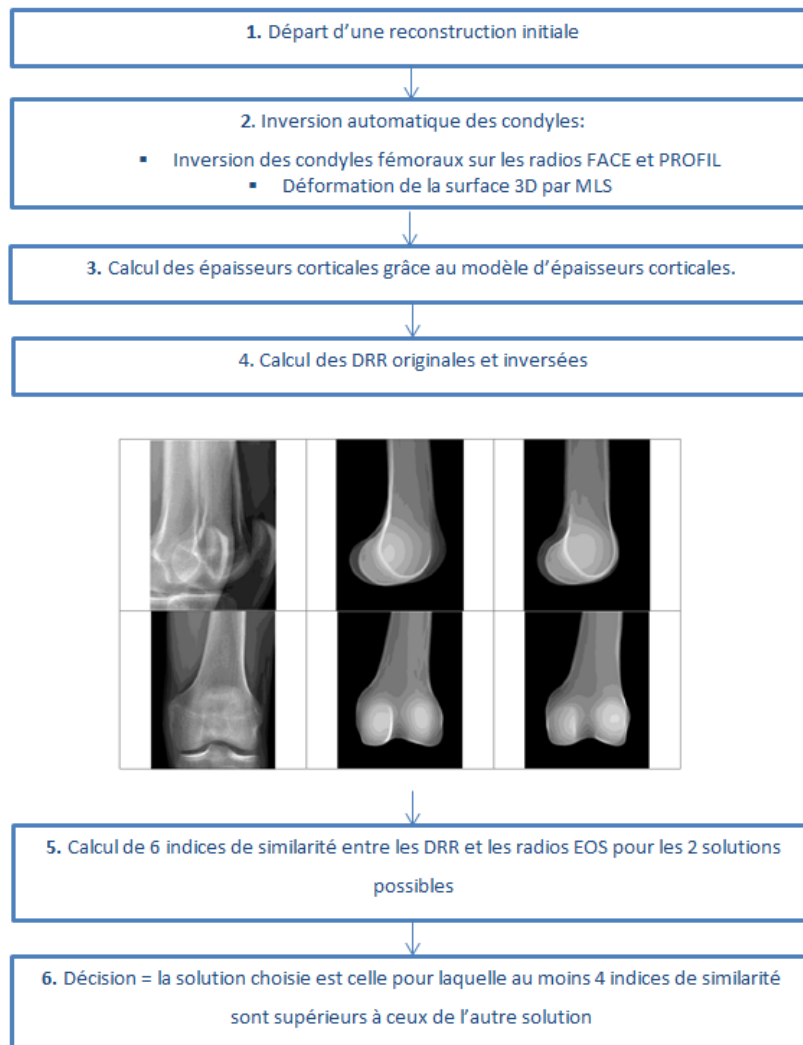 1. Départ d’une reconstruction initiale
2. Inversion automatique des condyles:
▪ Inversion des condyles fémoraux sur les radios FACE et PROFIL
▪ Déformation de la surface 3D par MLS
3. Calcul des épaisseurs corticales grâce au modèle d’épaisseurs corticales.
4. Calcul des DRR originales et inversées
5. Calcul de 6 indices de similarité entre les DRR et les radios EOS pour les 2 solutions
possibles
6. Décision = la solution choisie est celle pour laquelle au moins 4 indices de similarité
sont supérieurs à ceux de l’autre solution